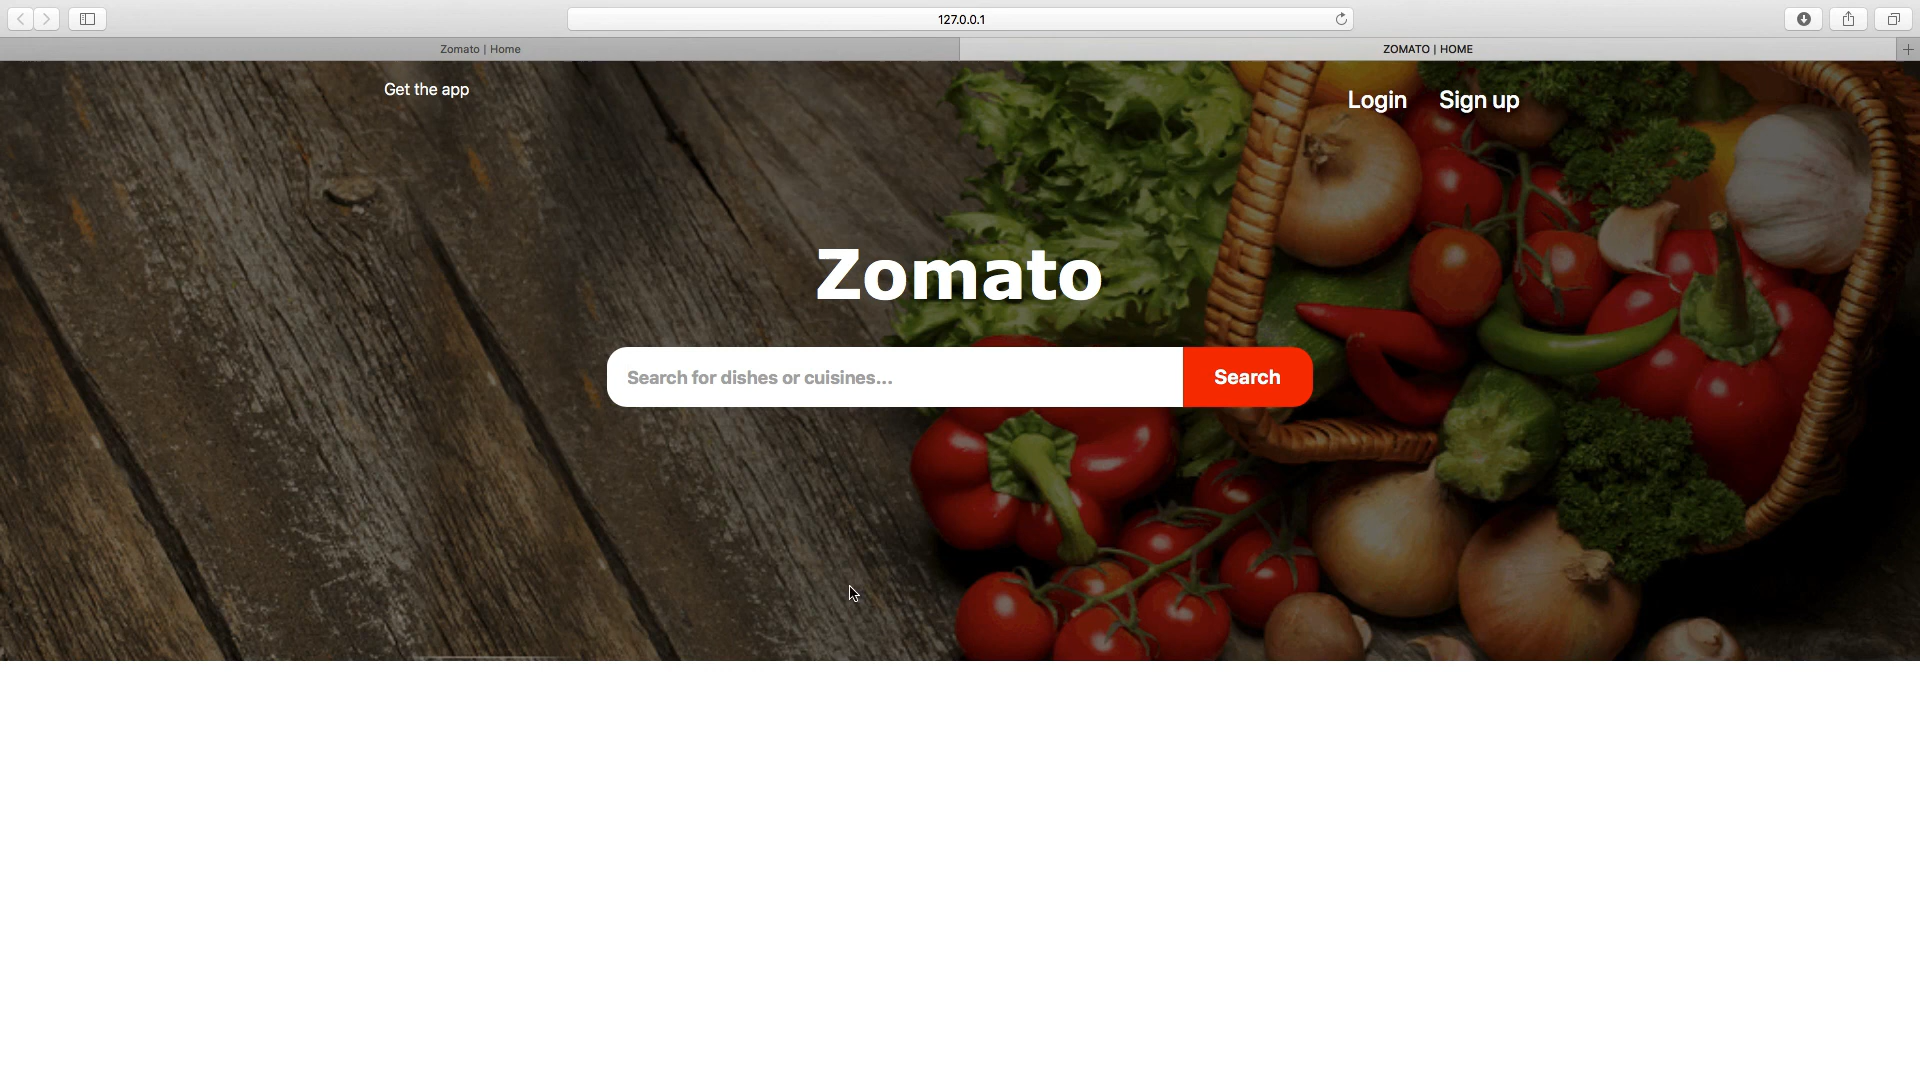 127.0.0.1
Zomato | Home
ZOMATO | HOME
Get the app
Login
Sign up
Zomato
Search for dishes or cuisines...
Search